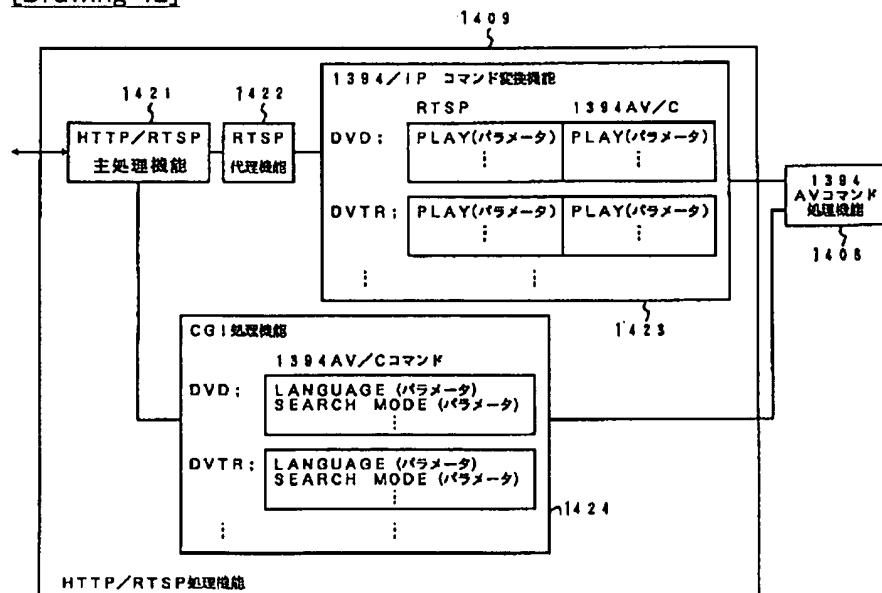 1409
1421
1422
HTTP/RTSP
主処理機能
RTSP
代理機能
1394/IP コマンド変換機能
RTSP 1394AV/C
DVD; PLAY(パラメータ) PLAY(パラメータ)
DVTR; PLAY(パラメータ) PLAY(パラメータ)
1423
1394
AVコマンド
処理機能
1408
CGI処理機能
1394AV/Cコマンド
DVD; LANGUAGE (パラメータ)
SEARCH MODE (パラメータ)
DVTR; LANGUAGE (パラメータ)
SEARCH MODE (パラメータ)
1424
HTTP/RTSP処理機能